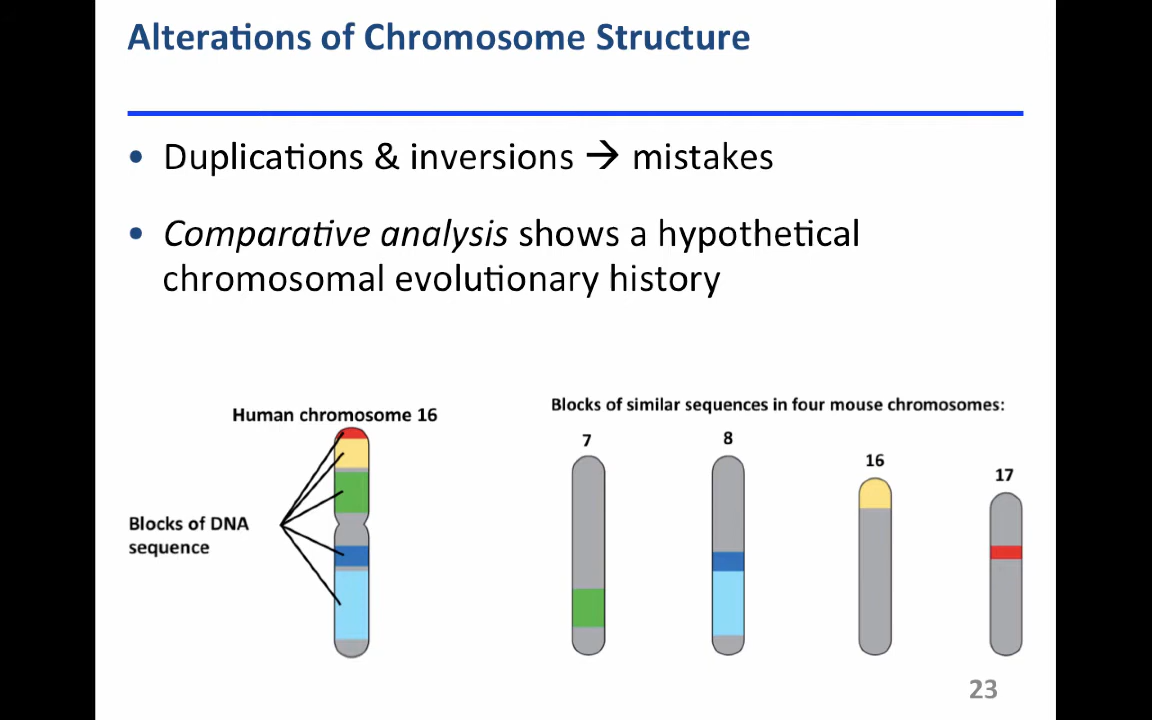 Alterations of Chromosome Structure
• Duplications & inversions → mistakes
• Comparative analysis shows a hypothetical
chromosomal evolutionary history
Human chromosome 16
Blocks of DNA
sequence
Blocks of similar sequences in four mouse chromosomes:
7
8
16
17
23